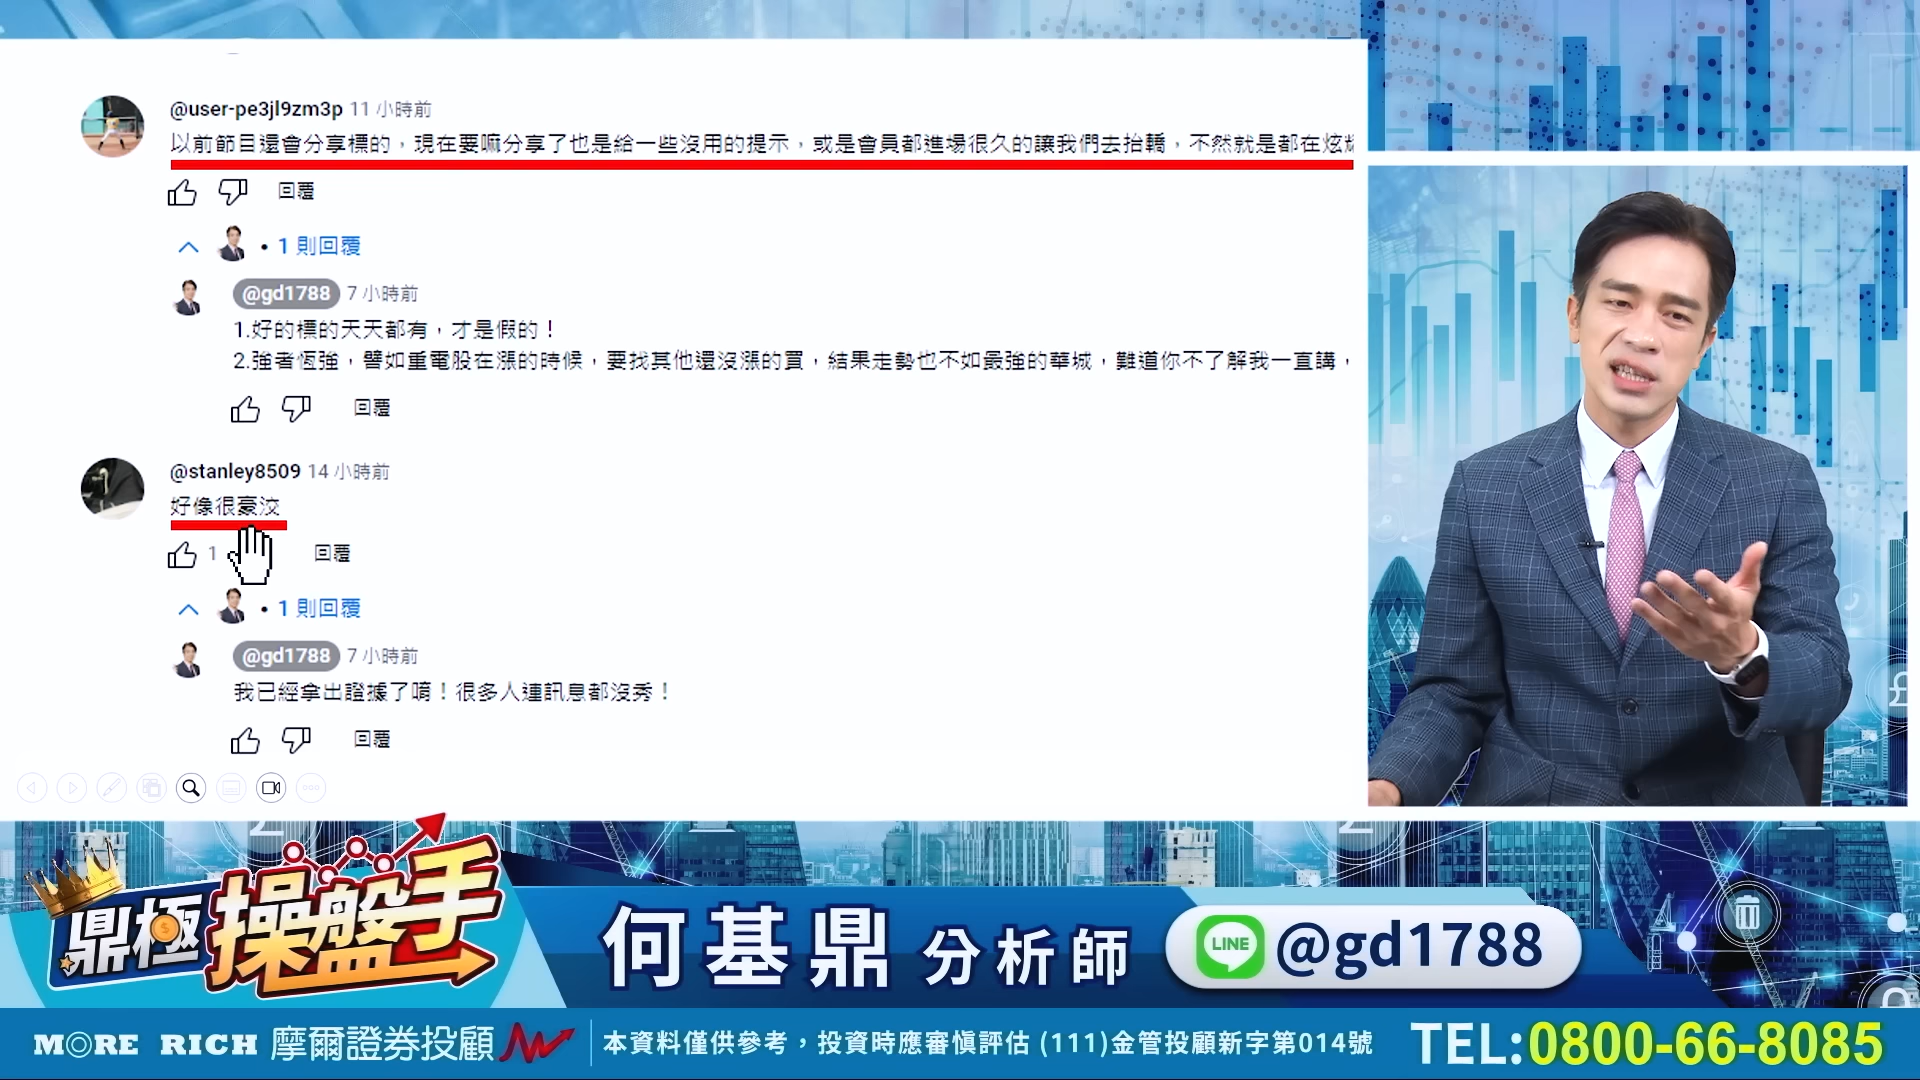 @user-pe3jl9zm3p 11 小時前
以前節目還會分享標的，現在要嘛分享了也是給一些沒用的提示，或是會員都進場很久的讓我們去抬轎，不然就是都在炫
回覆
1 則回覆
@gd1788 7 小時前
1.好的標的天天都有，才是假的！
2.強者恆強，譬如重電股在漲的時候，要找其他還沒漲的買，結果走勢也不如最強的華城，難道你不了解我一直講，
回覆
@stanley8509 14 小時前
好像很豪洨
1 回覆
1 則回覆
@gd1788 7 小時前
我已經拿出證據了唷！很多人連訊息都沒秀！
回覆
鼎極操盤手
何基鼎 分析師
LINE @gd1788
MORE RICH 摩爾證券投顧
本資料僅供參考，投資時應審慎評估 (111)金管投顧新字第014號
TEL:0800-66-8085